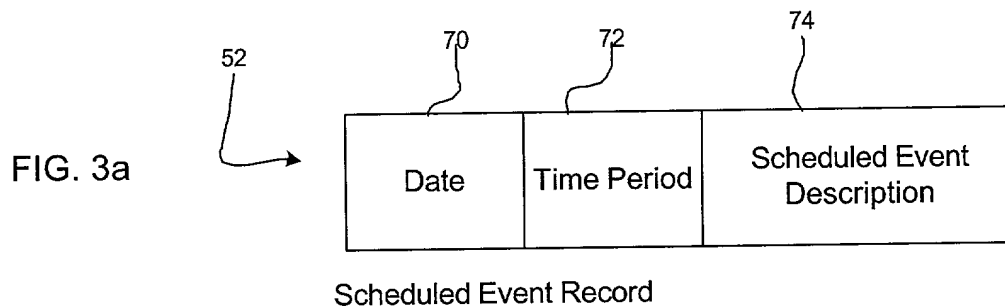 52
70
72
74
FIG. 3a
Date
Time Period
Scheduled Event
Description
Scheduled Event Record